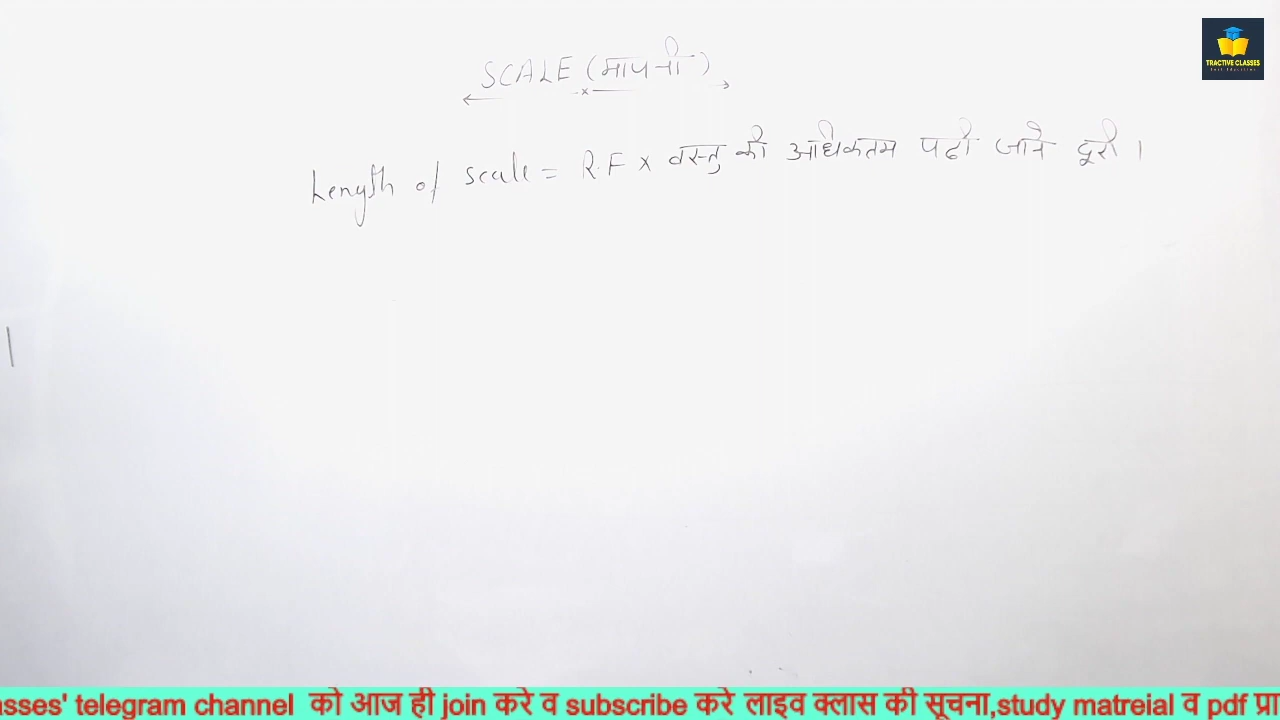 SCALE (मापनी)
Length of scale = R.F × वस्तु की अधिकतम पढी जाने दूरी ।
TRACTIVE CLASSES
asses' telegram channel को आज ही join करे व subscribe करे लाइव क्लास की सूचना,study matreial व pdf प्रा